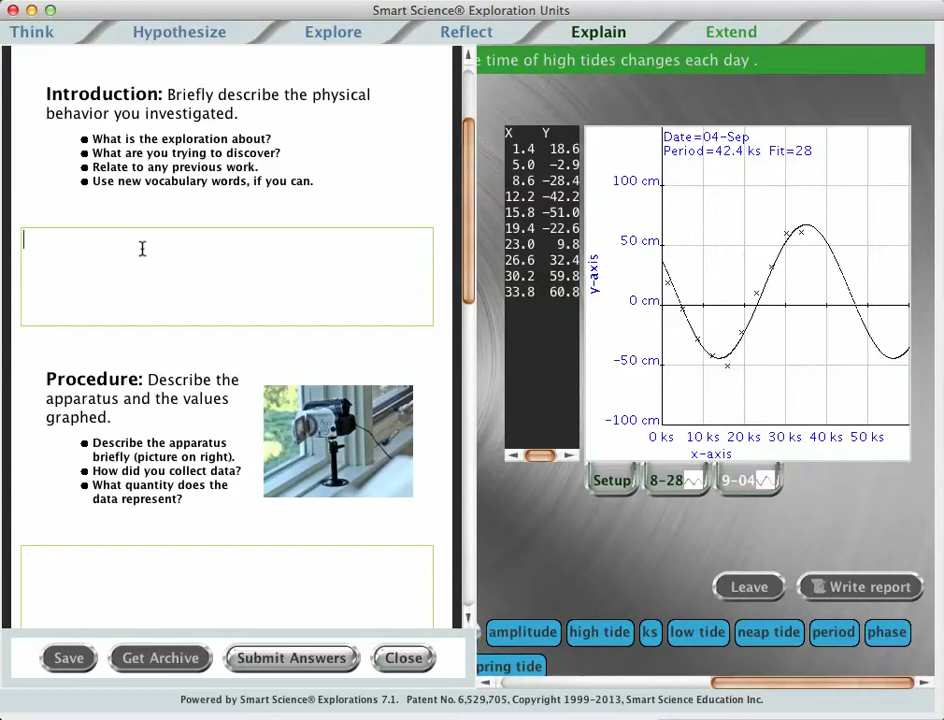 Smart Science® Exploration Units
Think Hypothesize Explore Reflect Explain Extend
e time of high tides changes each day .
Introduction: Briefly describe the physical
behavior you investigated.
What is the exploration about?
What are you trying to discover?
Relate to any previous work.
Use new vocabulary words, if you can.
Procedure: Describe the
apparatus and the values
graphed.
Describe the apparatus
briefly (picture on right).
How did you collect data?
What quantity does the
data represent?
Save Get Archive Submit Answers Close
X Y
1.4 18.6
5.0 -2.9
8.6 -28.4
12.2 -42.2
15.8 -51.0
19.4 -22.6
23.0 9.8
26.6 32.4
30.2 59.8
33.8 60.8
Date=04-Sep
Period=42.4 ks Fit=28
100 cm
50 cm
0 cm
-50 cm
-100 cm
y-axis
0 ks 10 ks 20 ks 30 ks 40 ks 50 ks
x-axis
Setup 8-28 9-04
Leave Write report
amplitude high tide ks low tide neap tide period phase
spring tide
Powered by Smart Science® Explorations 7.1. Patent No. 6,529,705, Copyright 1999-2013, Smart Science Education Inc.